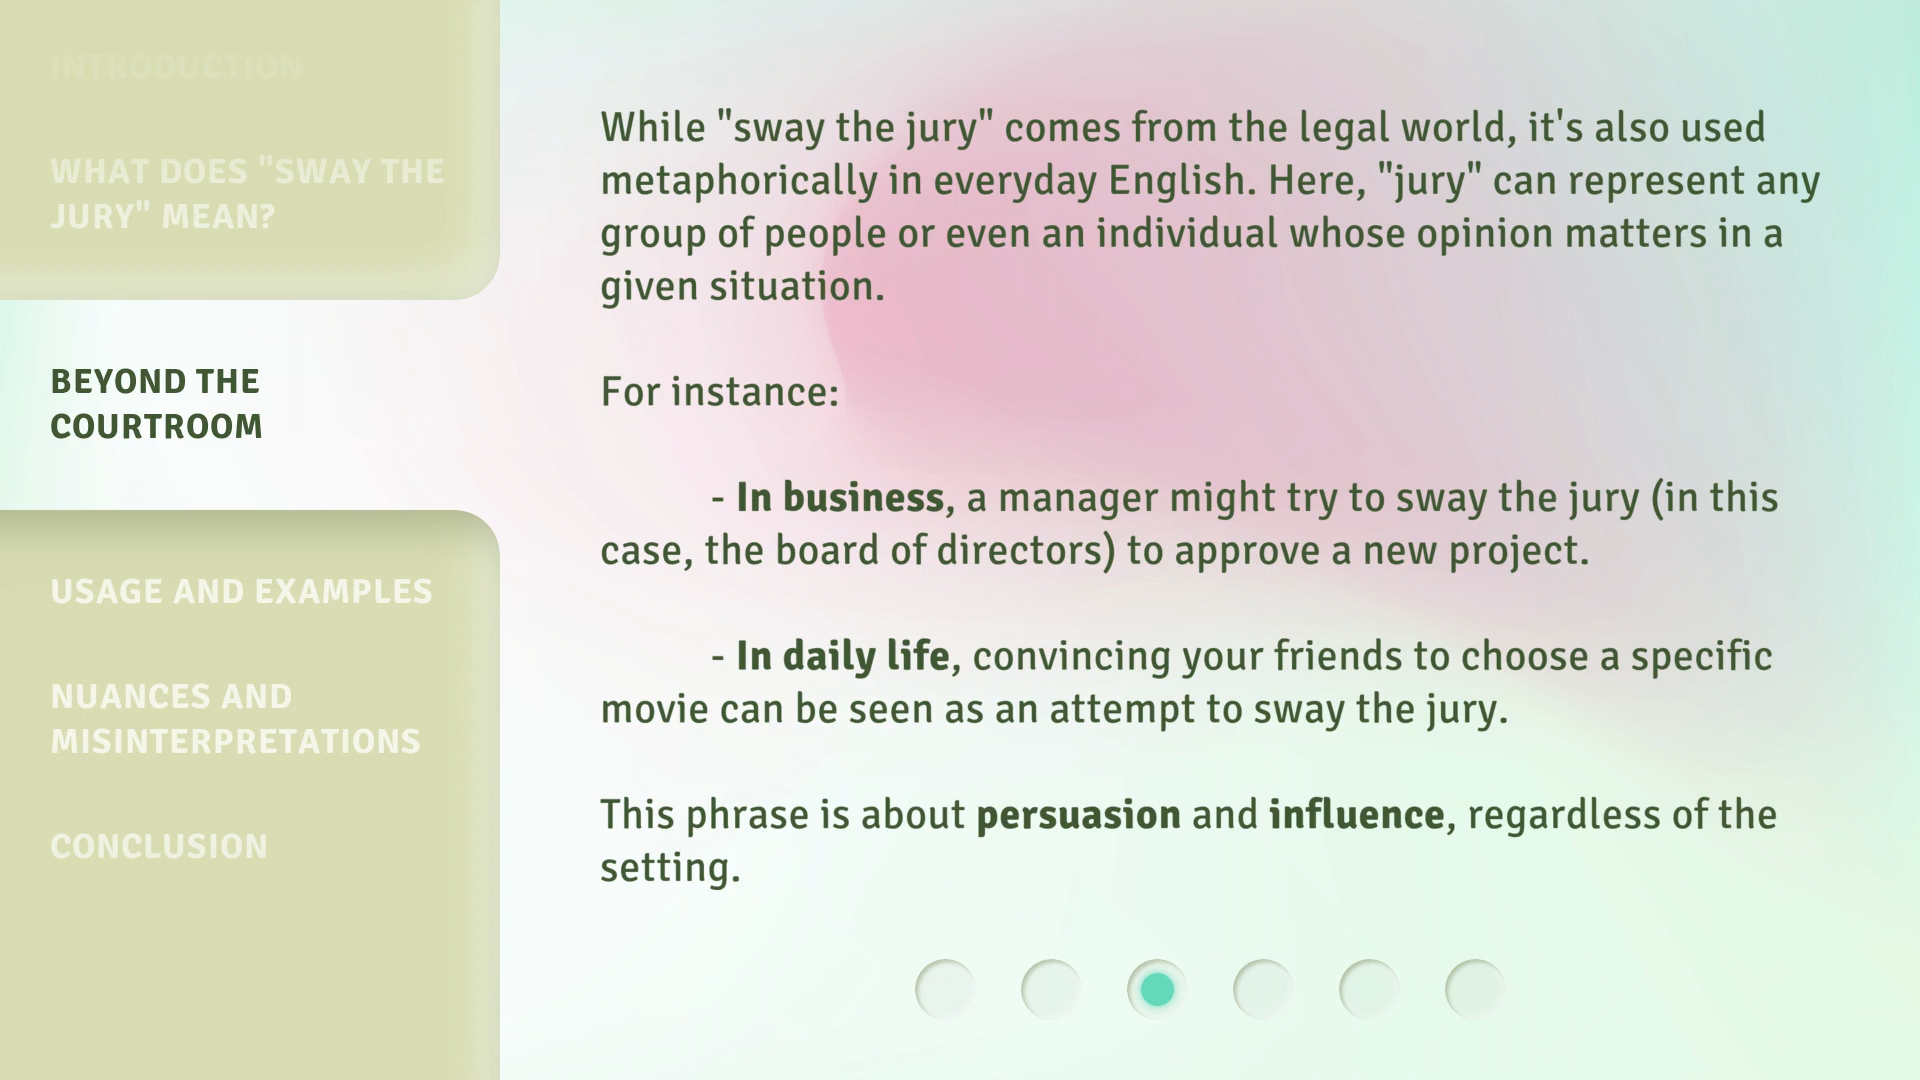 INTRODUCTION
WHAT DOES "SWAY THE
JURY" MEAN?
BEYOND THE
COURTROOM
USAGE AND EXAMPLES
NUANCES AND
MISINTERPRETATIONS
CONCLUSION
While "sway the jury" comes from the legal world, it's also used
metaphorically in everyday English. Here, "jury" can represent any
group of people or even an individual whose opinion matters in a
given situation.
For instance:
- In business, a manager might try to sway the jury (in this
case, the board of directors) to approve a new project.
- In daily life, convincing your friends to choose a specific
movie can be seen as an attempt to sway the jury.
This phrase is about persuasion and influence, regardless of the
setting.